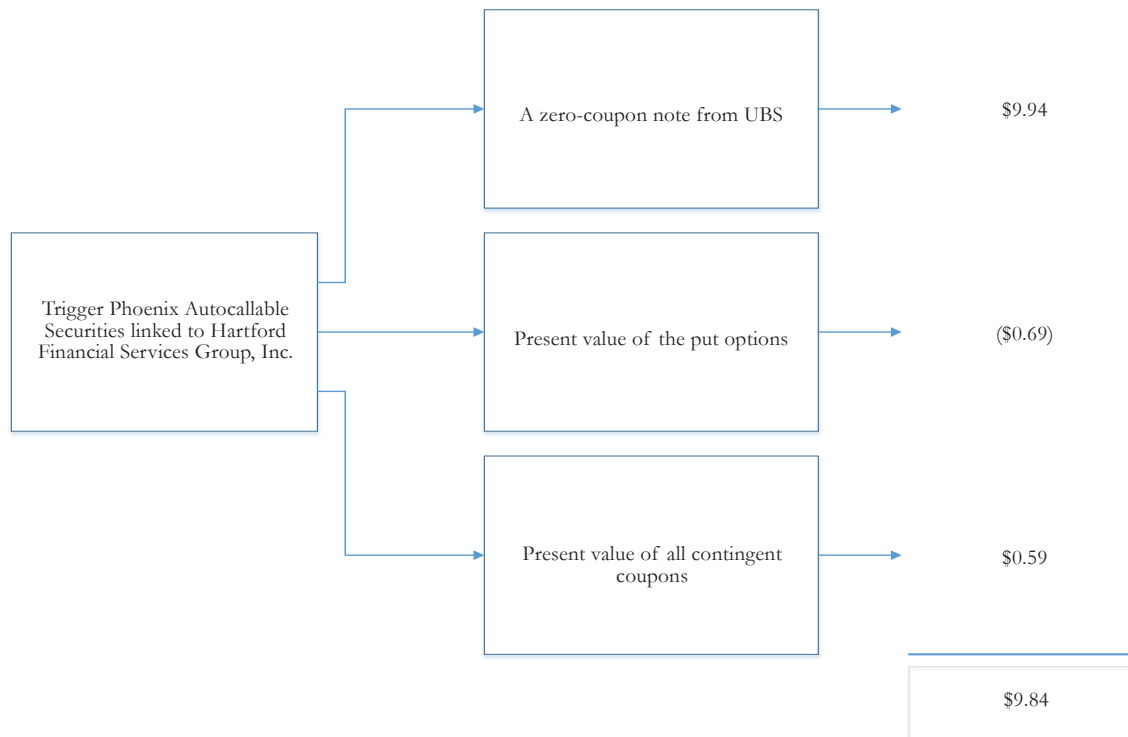 A zero-coupon note from UBS
$9.94
Trigger Phoenix Autocallable
Securities linked to Hartford
Financial Services Group, Inc.
Present value of the put options
($0.69)
Present value of all contingent
coupons
$0.59
$9.84